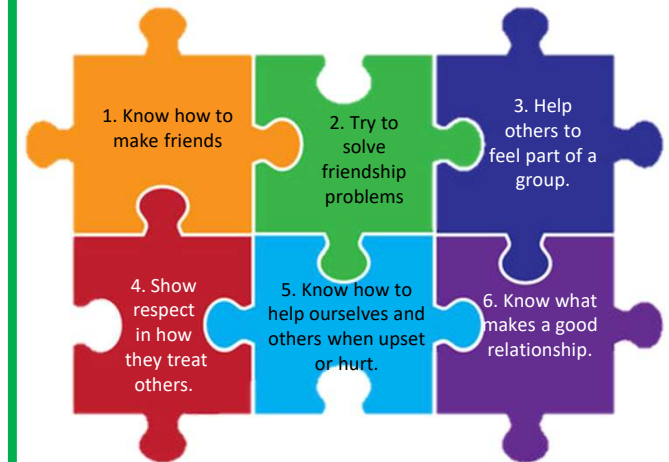 1. Know how to
make friends
2. Try to
solve
friendship
problems
3. Help
others to
feel part of a
group.
4. Show
respect
in how
they treat
others.
5. Know how to
help ourselves and
others when upset
or hurt.
6. Know what
makes a good
relationship.